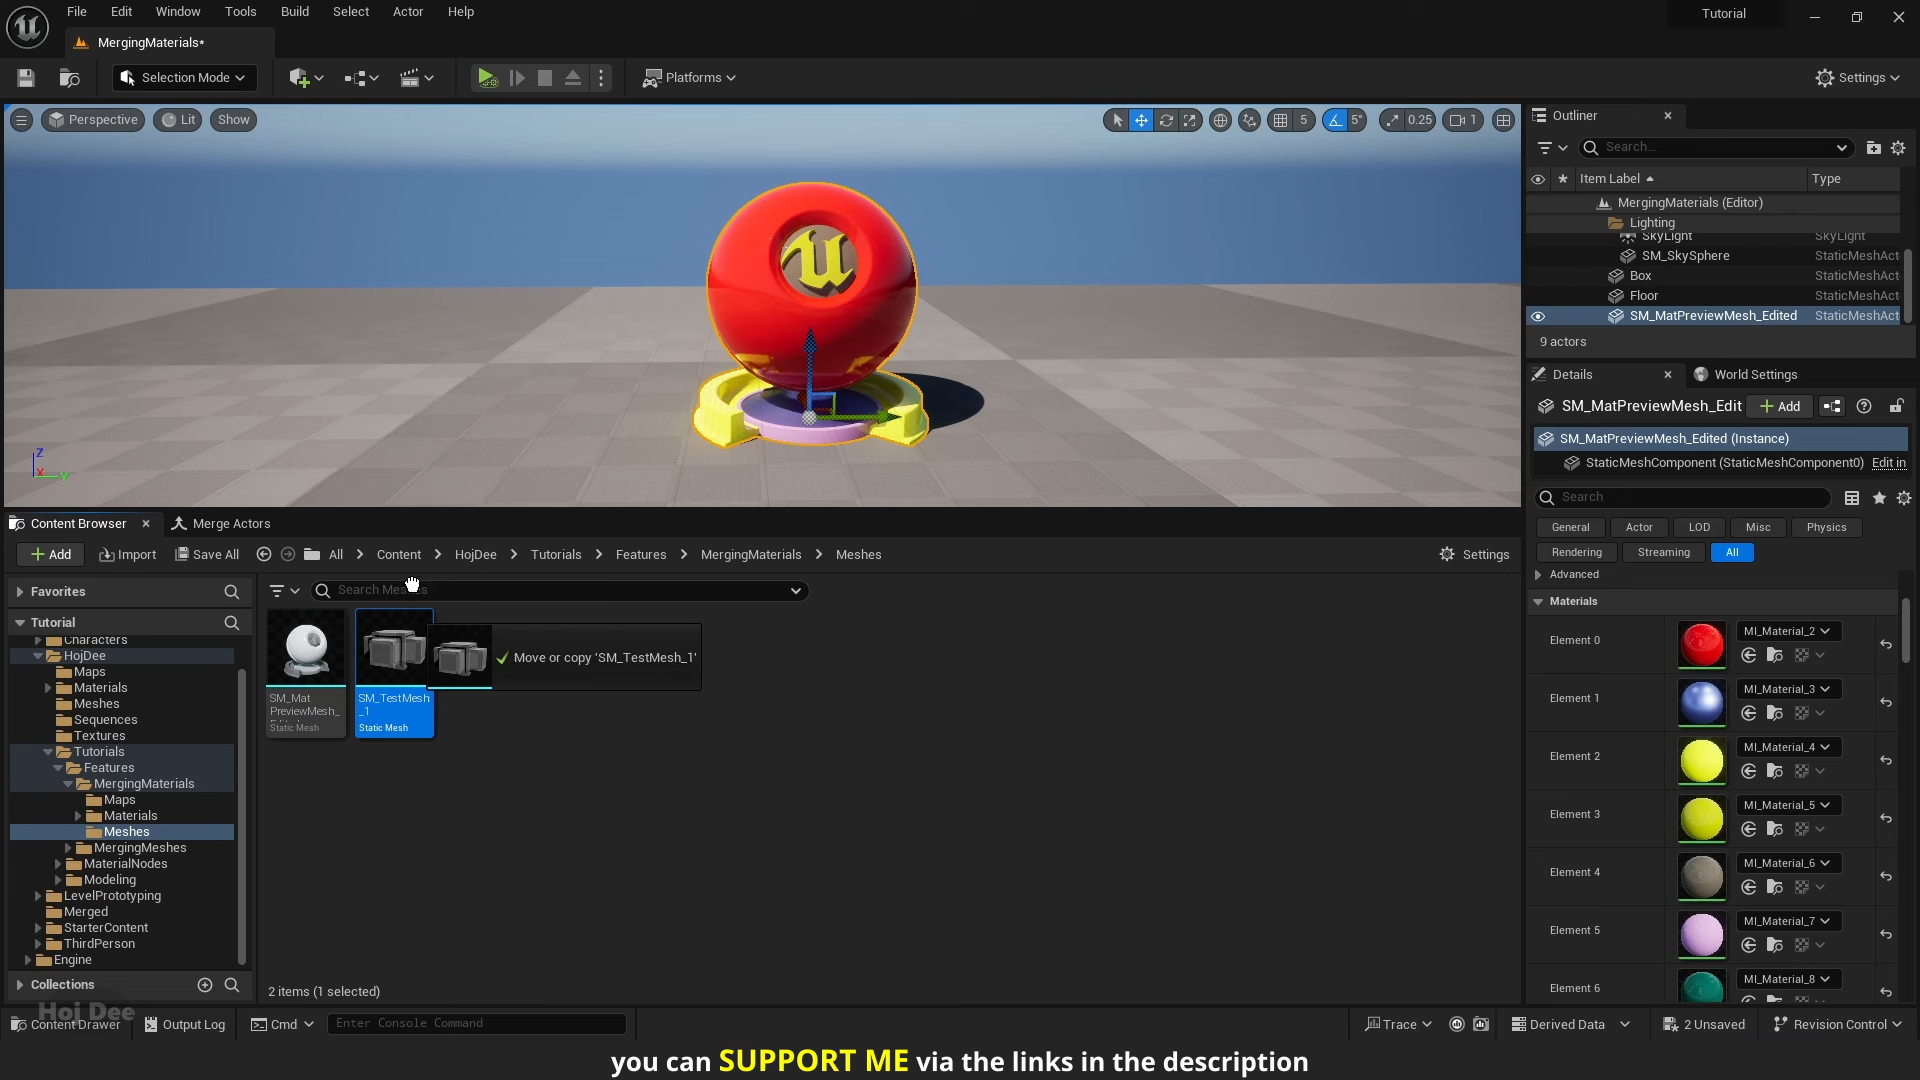 File Edit Window Tools Build Select Actor Help
Tutorial
MergingMaterials*
Selection Mode
Platforms
Settings
Perspective Lit Show
5 5° 0.25 1
Outliner
Search...
Item Label Type
MergingMaterials (Editor)
Lighting
SkyLight SkyLight
SM_SkySphere StaticMeshAct
Box StaticMeshAct
Floor StaticMeshAct
SM_MatPreviewMesh_Edited StaticMeshAct
9 actors
Details World Settings
SM_MatPreviewMesh_Edit Add
SM_MatPreviewMesh_Edited (Instance)
StaticMeshComponent (StaticMeshComponent0) Edit in
Search
General Actor LOD Misc Physics
Rendering Streaming All
Advanced
Materials
Element 0 MI_Material_2
Element 1 MI_Material_3
Element 2 MI_Material_4
Element 3 MI_Material_5
Element 4 MI_Material_6
Element 5 MI_Material_7
Element 6 MI_Material_8
Z
X Y
Content Browser Merge Actors
Add Import Save All All Content HojDee Tutorials Features MergingMaterials Meshes Settings
Favorites
Search Meshes
Tutorial
Characters
HojDee
Maps
Materials
Meshes
Sequences
Textures
Tutorials
Features
MergingMaterials
Maps
Materials
Meshes
MergingMeshes
MaterialNodes
Modeling
LevelPrototyping
Merged
StarterContent
ThirdPerson
Engine
Collections
SM_Mat
PreviewMesh_
Static Mesh
SM_TestMesh
_1
Static Mesh
Move or copy 'SM_TestMesh_1'
2 items (1 selected)
Hoj Dee
Content Drawer Output Log Cmd Enter Console Command Trace Derived Data 2 Unsaved Revision Control
you can SUPPORT ME via the links in the description